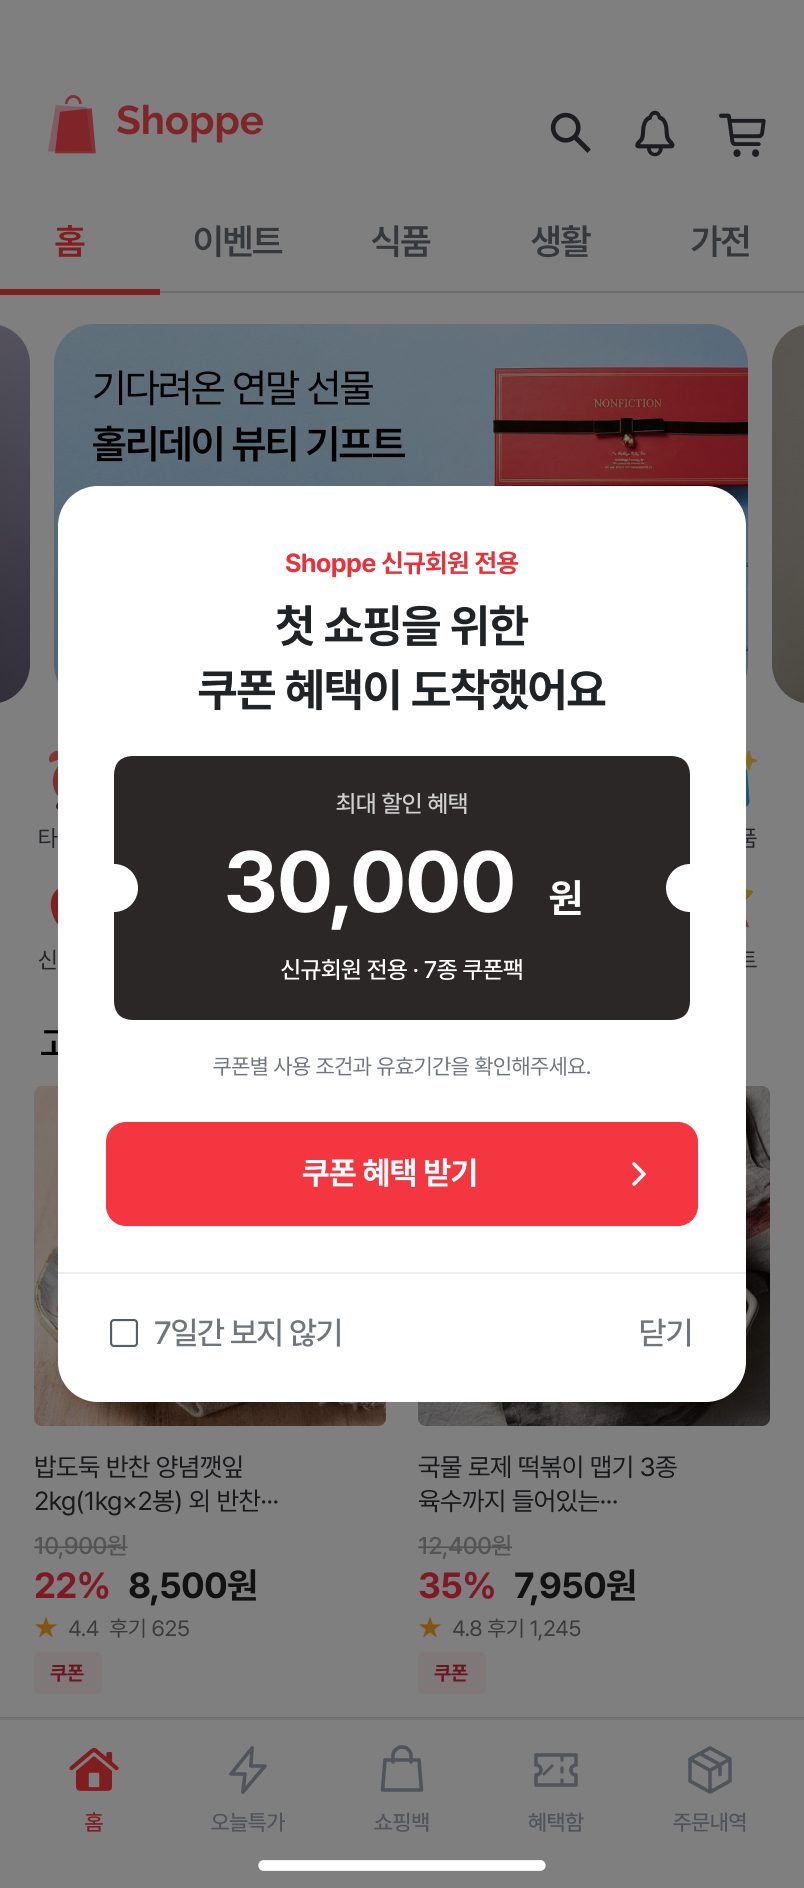 Shoppe
홈 이벤트 식품 생활 가전
기다려온 연말 선물
홀리데이 뷰티 기프트
NONFICTION
Shoppe 신규회원 전용
첫 쇼핑을 위한
쿠폰 혜택이 도착했어요
최대 할인 혜택
30,000 원
신규회원 전용 · 7종 쿠폰팩
쿠폰별 사용 조건과 유효기간을 확인해주세요.
쿠폰 혜택 받기
7일간 보지 않기
닫기
밥도둑 반찬 양념깻잎
2kg(1kg×2봉) 외 반찬···
10,900원
22% 8,500원
4.4 후기 625
쿠폰
국물 로제 떡볶이 맵기 3종
육수까지 들어있는···
12,400원
35% 7,950원
4.8 후기 1,245
쿠폰
홈 오늘특가 쇼핑백 혜택함 주문내역